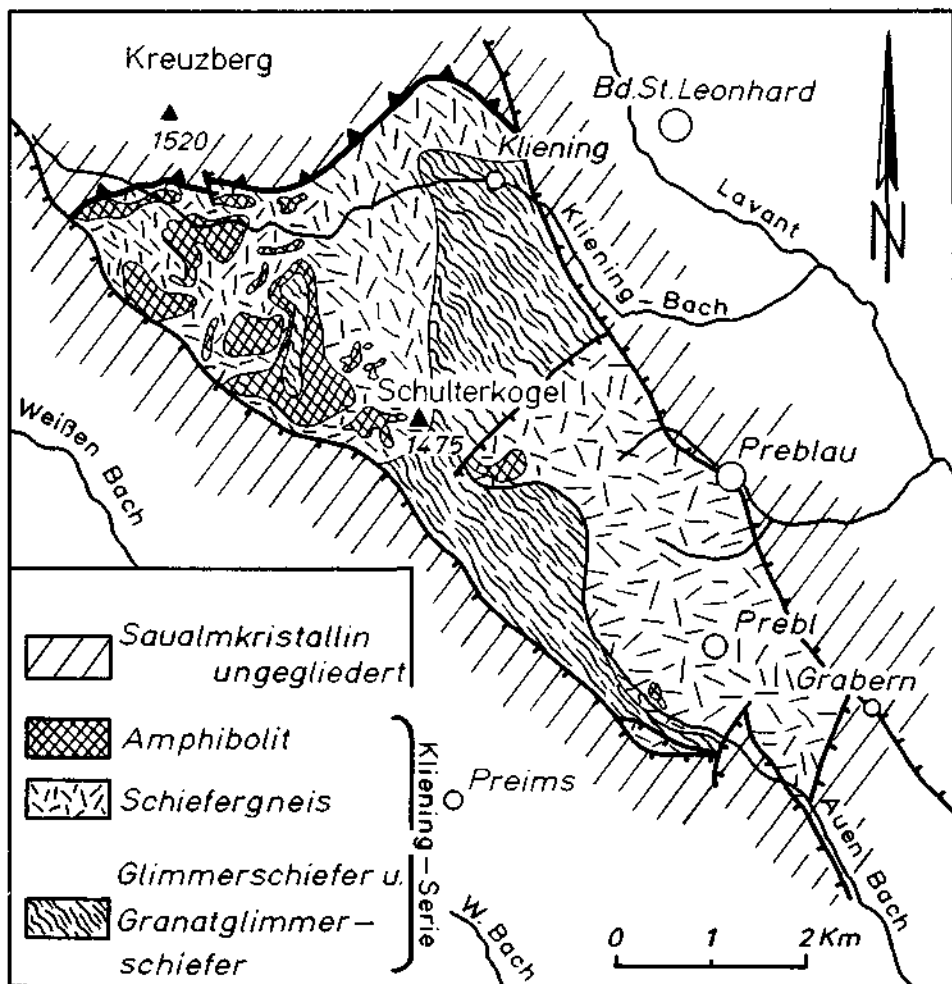 Kreuzberg
1520
Bd.St.Leonhard
Kliening
Lavant
N
Kliening-Bach
Schulterkogel
1475
Weißen Bach
Preblau
Prebl
Grabern
Saualmkristallin
ungegliedert
Amphibolit
Schiefergneis
Glimmerschiefer u.
Granatglimmer-
schiefer
Kliening-Serie
Preims
Auen Bach
W. Bach
0 1 2 Km